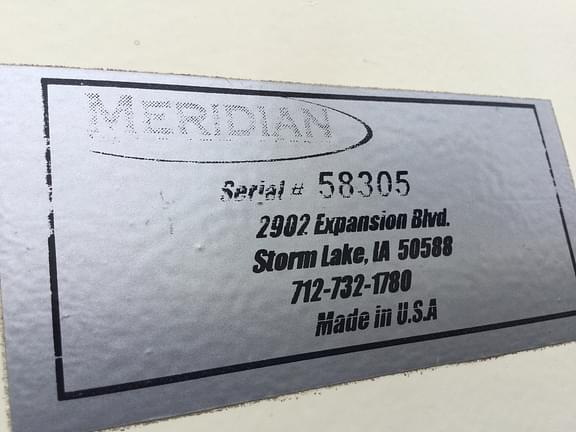 MERIDIAN
Serial # 58305
2902 Expansion Blvd.
Storm Lake, IA 50588
712-732-1780
Made in U.S.A